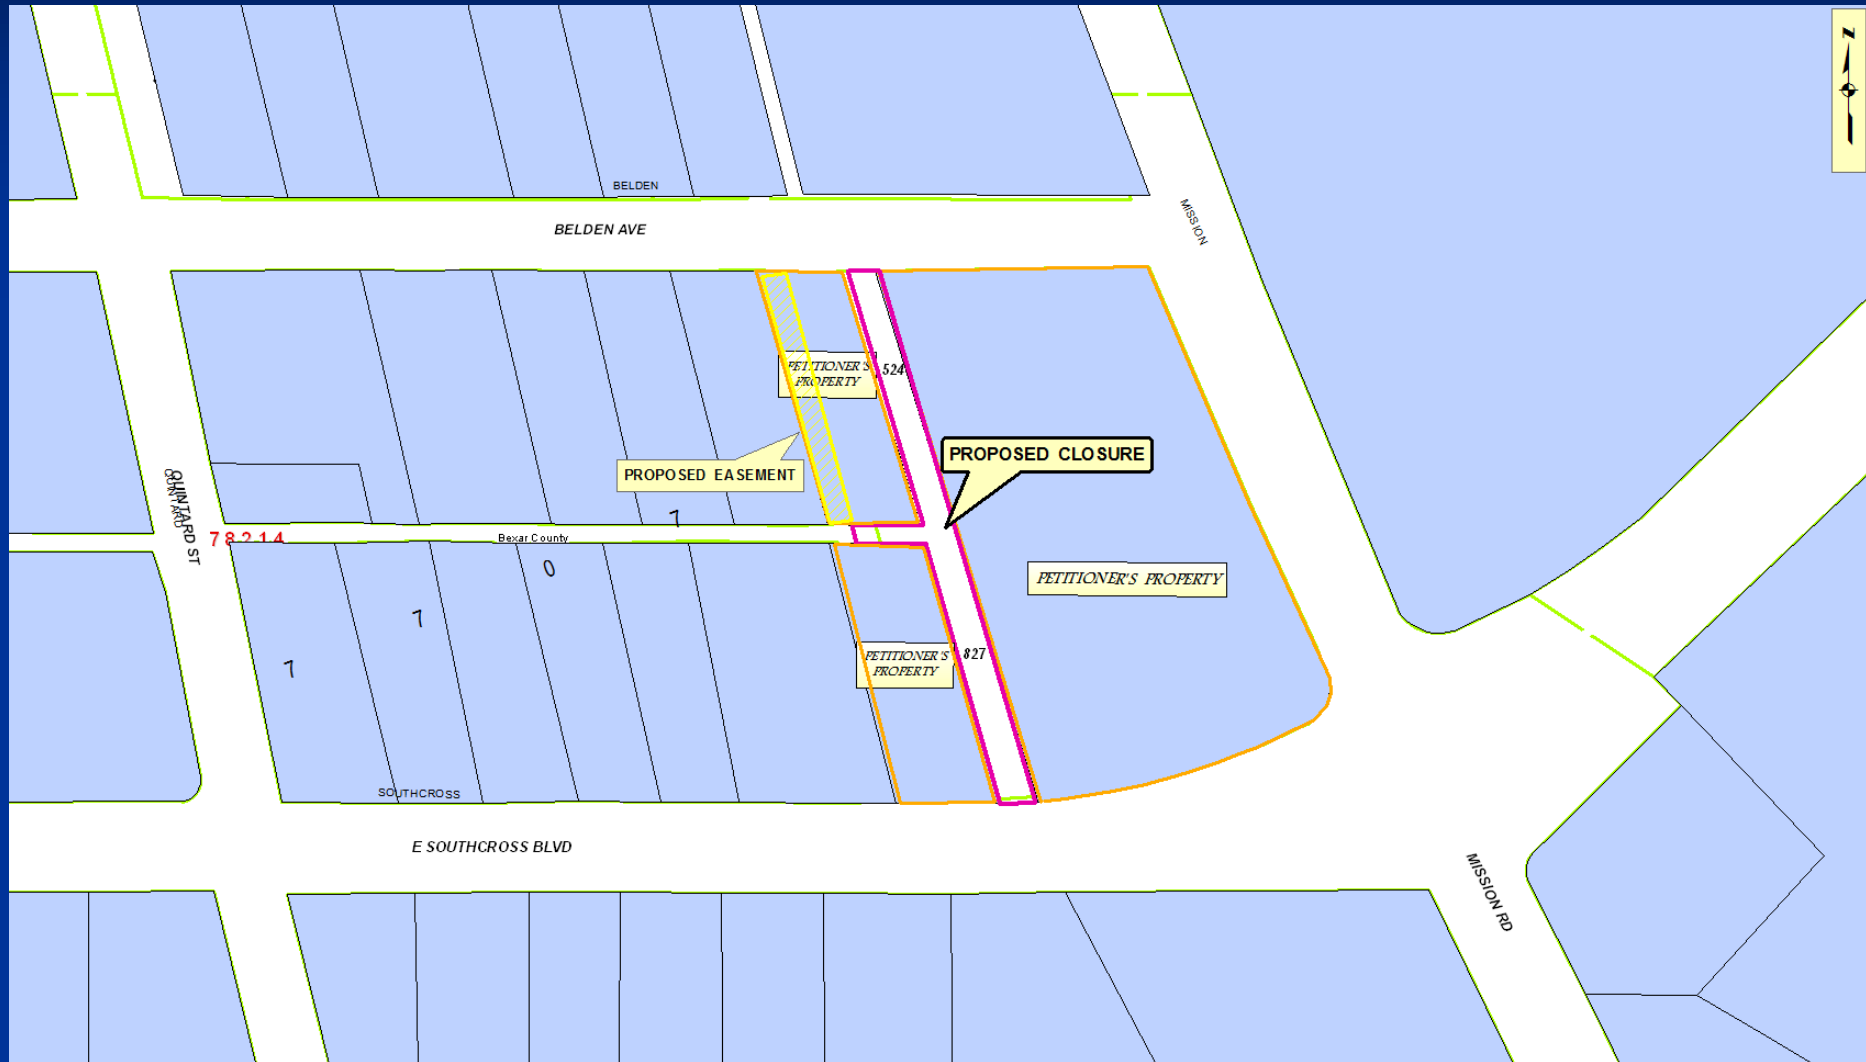 N
BELDEN
BELDEN AVE
MISSION
PETITIONER'S
PROPERTY
524
PROPOSED CLOSURE
PROPOSED EASEMENT
QUINTARD ST
QUINTARD
7
78214
Bexar County
0
PETITIONER'S PROPERTY
7
PETITIONER'S
PROPERTY
827
7
SOUTHCROSS
E SOUTHCROSS BLVD
MISSION RD